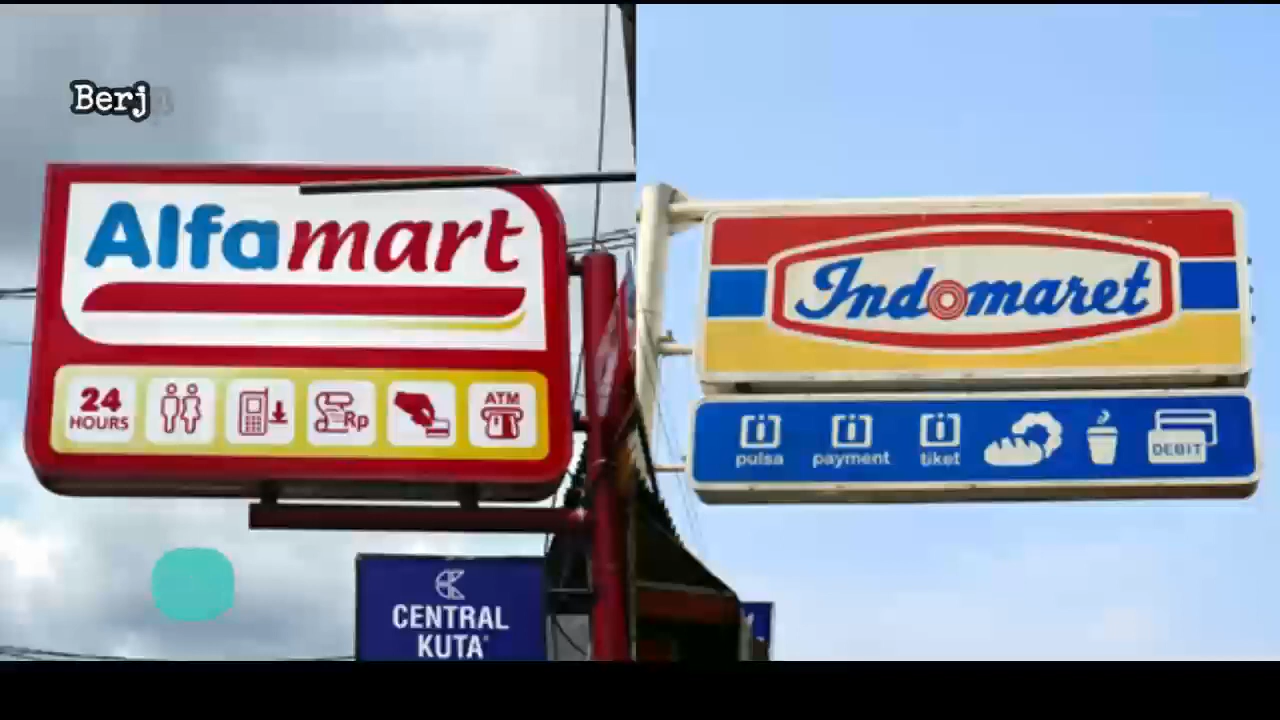 Berj
Alfamart
24
HOURS
Rp
ATM
CENTRAL
KUTA
Indomaret
pulsa
payment
tiket
DEBIT